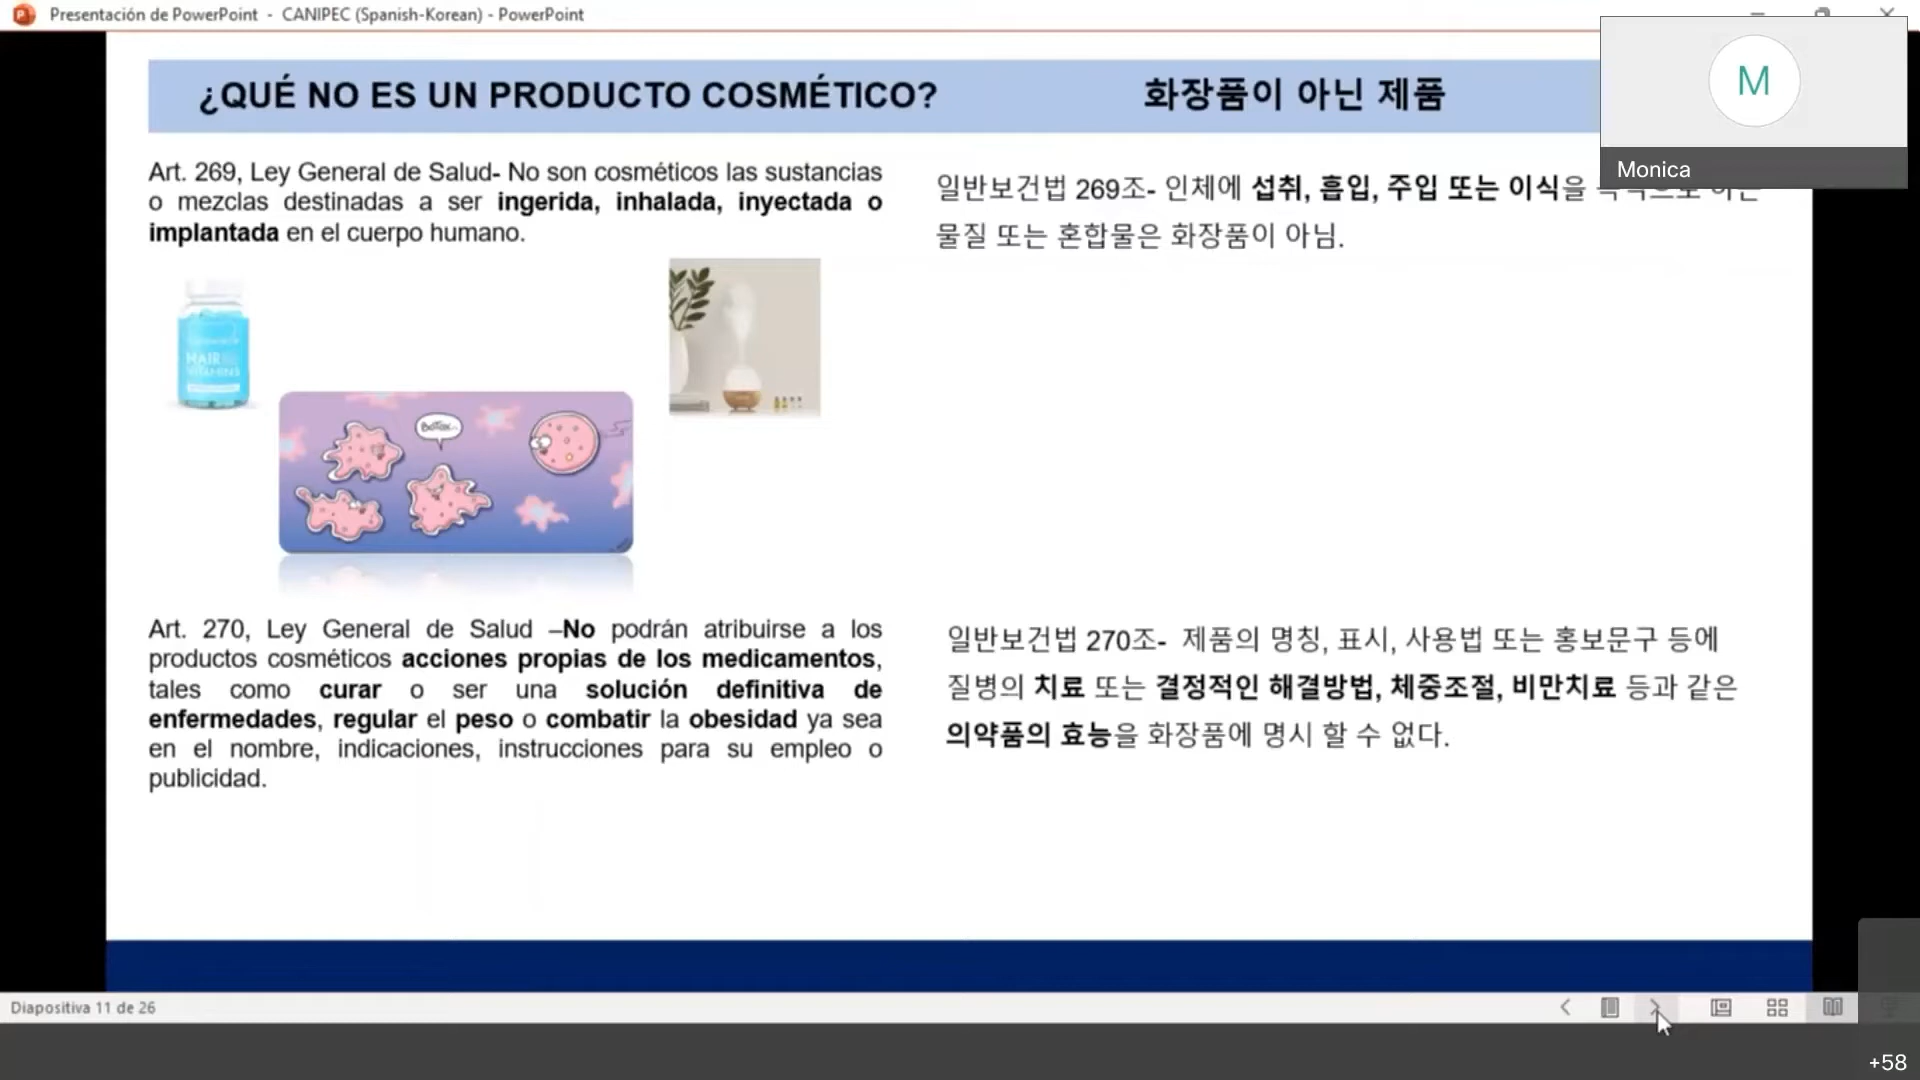 Presentación de PowerPoint - CANIPEC (Spanish-Korean) - PowerPoint
¿QUÉ NO ES UN PRODUCTO COSMÉTICO?
화장품이 아닌 제품
M
Monica
Art. 269, Ley General de Salud- No son cosméticos las sustancias
o mezclas destinadas a ser ingerida, inhalada, inyectada o
implantada en el cuerpo humano.
일반보건법 269조- 인체에 섭취, 흡입, 주입 또는 이식을
물질 또는 혼합물은 화장품이 아님.
HAIR
VITAMINS
BOTOX...
Art. 270, Ley General de Salud –No podrán atribuirse a los
productos cosméticos acciones propias de los medicamentos,
tales como curar o ser una solución definitiva de
enfermedades, regular el peso o combatir la obesidad ya sea
en el nombre, indicaciones, instrucciones para su empleo o
publicidad.
일반보건법 270조- 제품의 명칭, 표시, 사용법 또는 홍보문구 등에
질병의 치료 또는 결정적인 해결방법, 체중조절, 비만치료 등과 같은
의약품의 효능을 화장품에 명시 할 수 없다.
Diapositiva 11 de 26
+58